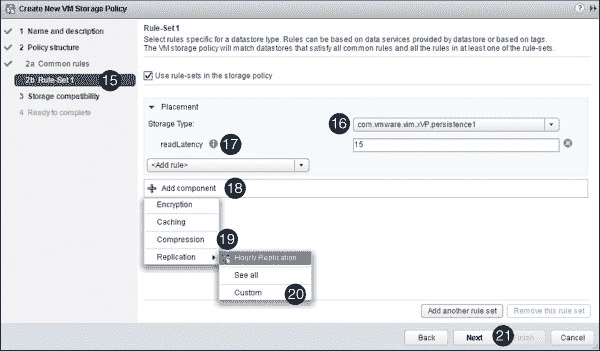 Create New VM Storage Policy
1 Name and description
2 Policy structure
2a Common rules
2b Rule-Set 1
15
3 Storage compatibility
4 Ready to complete
Rule-Set 1
Select rules specific for a datastore type. Rules can be based on data services provided by datastore or based on tags.
The VM storage policy will match datastores that satisfy all common rules and all the rules in at least one of the rule-sets.
Use rule-sets in the storage policy
Placement
Storage Type:
16
com.vmware.vim.VP.persistence1
readLatency
17
15
<Add rule>
Add component
18
Encryption
Caching
Compression
19
Replication
Hourly Replication
See all
Custom
20
Add another rule set
Remove this rule set
Back
Next
21
Finish
Cancel